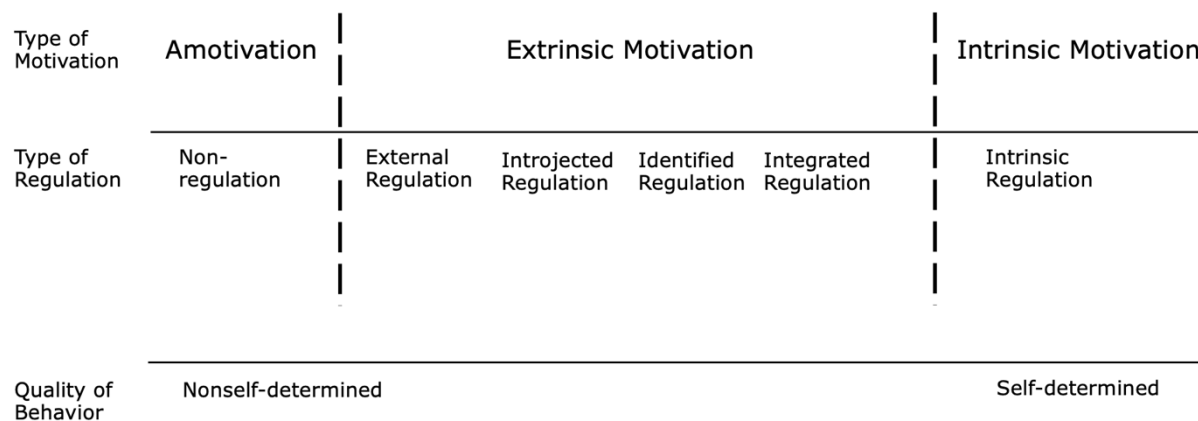 Type of
Motivation
Amotivation
Extrinsic Motivation
Intrinsic Motivation
Type of
Regulation
Non-
regulation
External
Regulation
Introjected
Regulation
Identified
Regulation
Integrated
Regulation
Intrinsic
Regulation
Quality of
Behavior
Nonself-determined
Self-determined